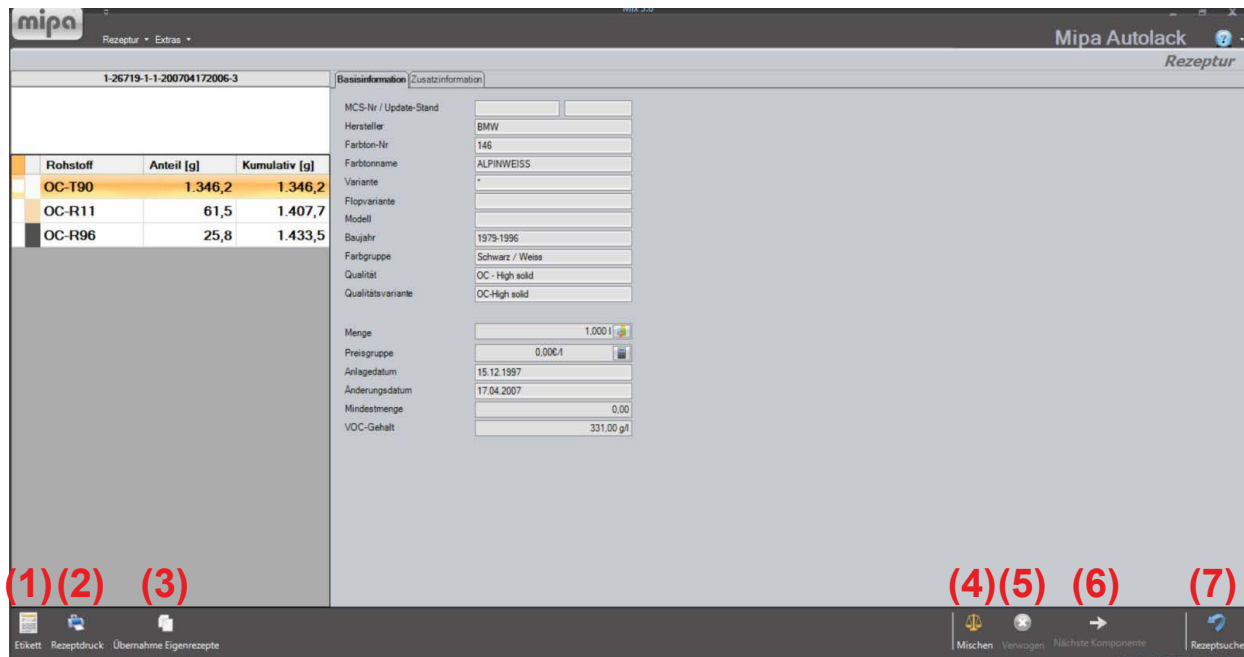 Mix 3.0
mipa
Rezeptur Extras
Mipa Autolack
Rezeptur
1-26719-1-1-200704172006-3
Basisinformation Zusatzinformation
Rohstoff Anteil [g] Kumulativ [g]
OC-T90 1.346,2 1.346,2
OC-R11 61,5 1.407,7
OC-R96 25,8 1.433,5
MCS-Nr / Update-Stand
Hersteller BMW
Farbton-Nr 146
Farbtonname ALPINWEISS
Variante *
Flopvariante
Modell
Baujahr 1979-1996
Farbgruppe Schwarz / Weiss
Qualität OC - High solid
Qualitätsvariante OC-High solid
Menge 1,000 l
Preisgruppe 0,00€/l
Anlagedatum 15.12.1997
Änderungsdatum 17.04.2007
Mindestmenge 0,00
VOC-Gehalt 331,00 g/l
(1) (2) (3) (4) (5) (6) (7)
Etikett Rezeptdruck Übernahme Eigenrezepte Mischen Verwogen Nächste Komponente Rezeptsuche